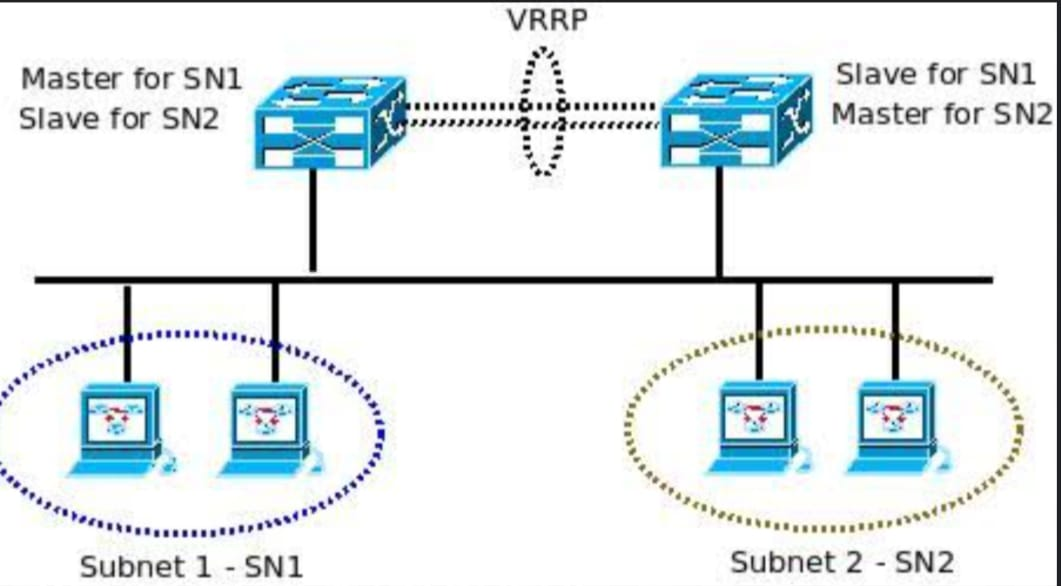 VRRP
Master for SN1
Slave for SN2
Slave for SN1
Master for SN2
Subnet 1 - SN1
Subnet 2 - SN2